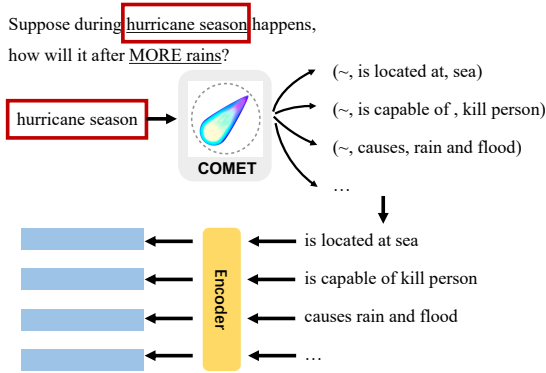 Suppose during hurricane season happens,
how will it after MORE rains?
hurricane season
COMET
(~, is located at, sea)
(~, is capable of , kill person)
(~, causes, rain and flood)
…
Encoder
is located at sea
is capable of kill person
causes rain and flood
…